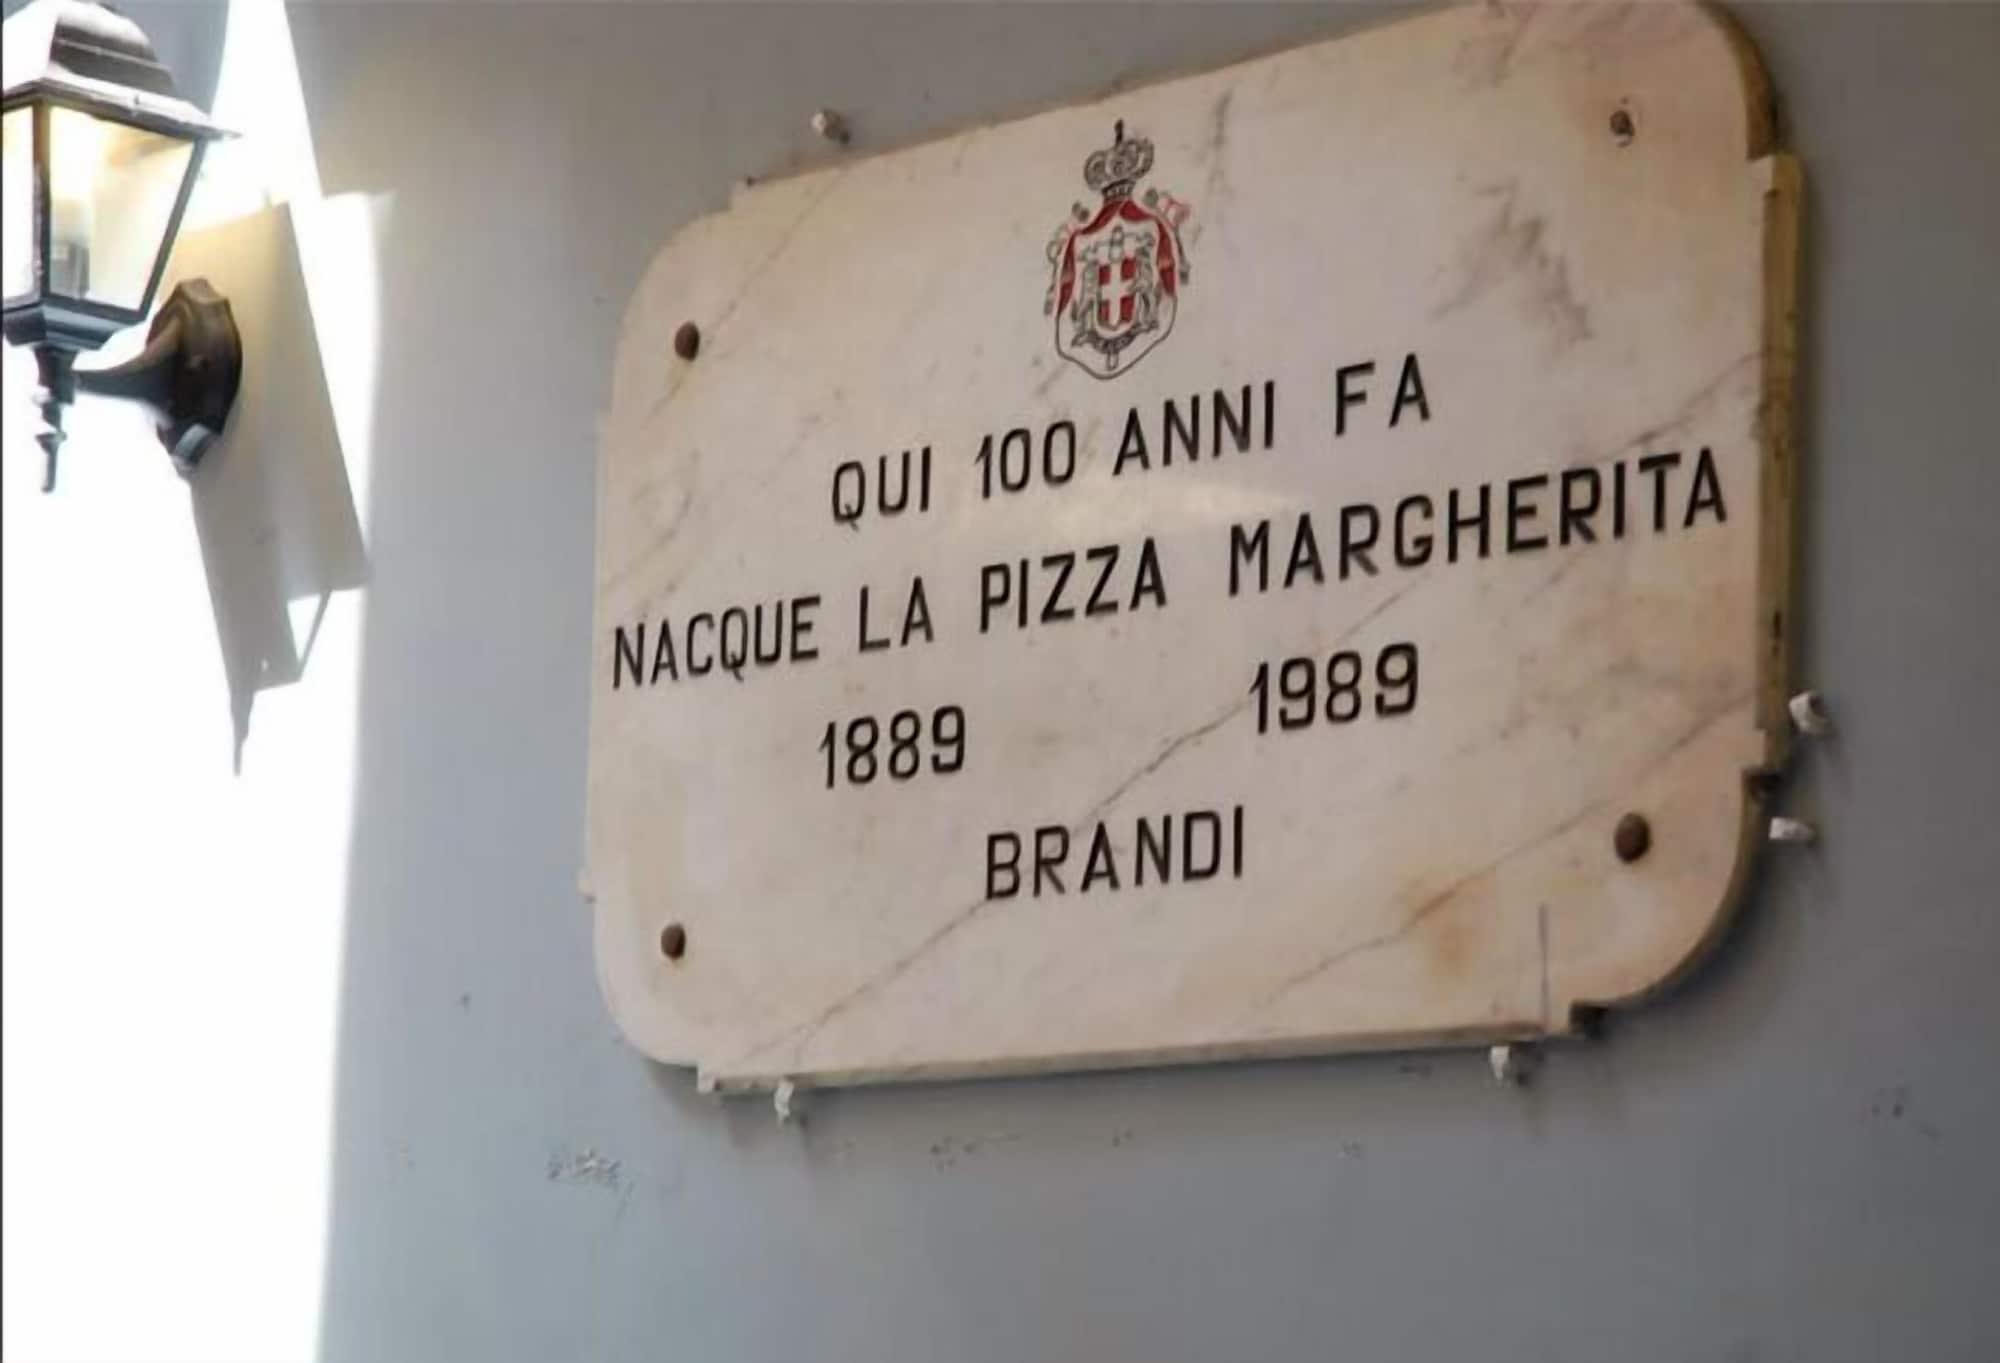 QUI 100 ANNI FA
NACQUE LA PIZZA MARGHERITA
1889 1989
BRANDI